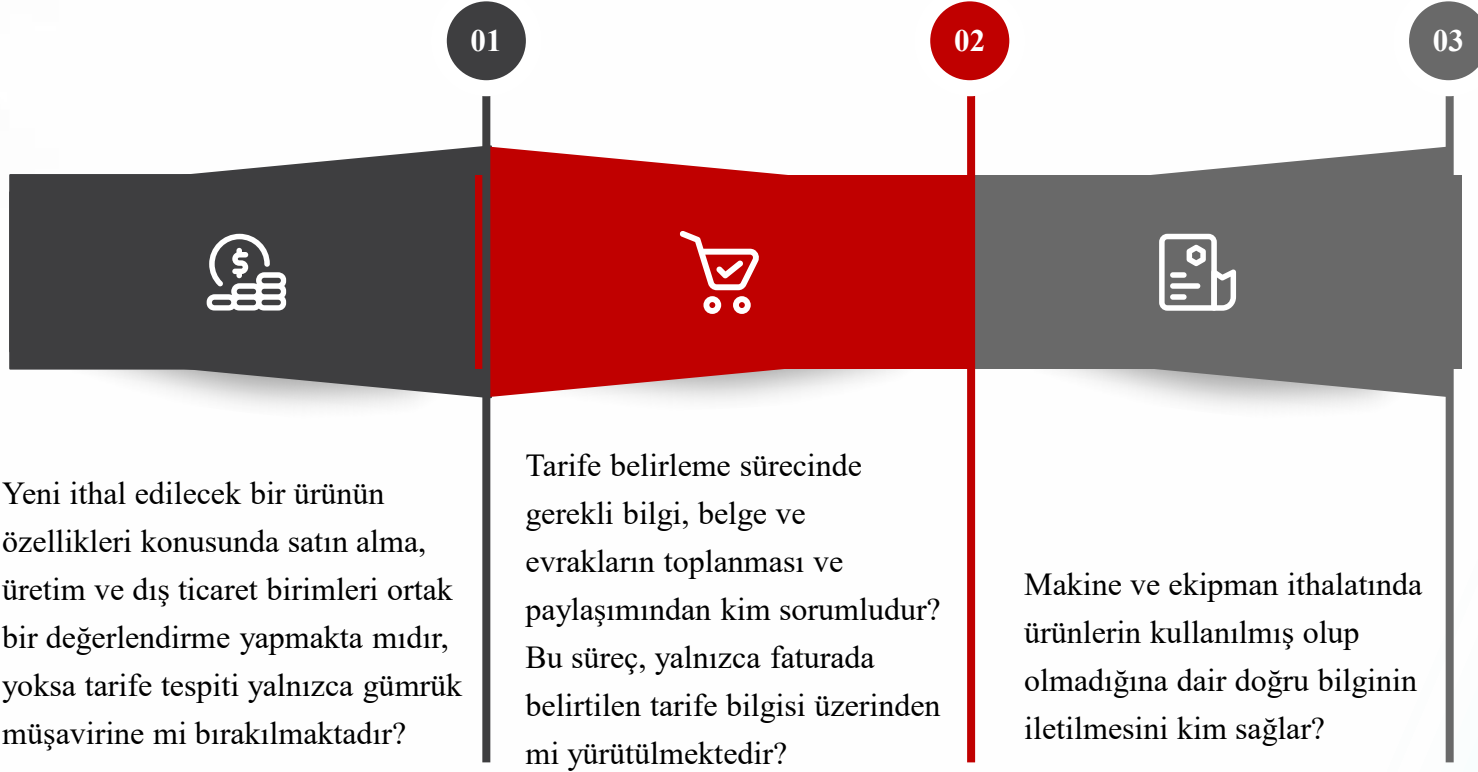 01
02
03
Yeni ithal edilecek bir ürünün
özellikleri konusunda satın alma,
üretim ve dış ticaret birimleri ortak
bir değerlendirme yapmakta mıdır,
yoksa tarife tespiti yalnızca gümrük
müşavirine mi bırakılmaktadır?
Tarife belirleme sürecinde
gerekli bilgi, belge ve
evrakların toplanması ve
paylaşımından kim sorumludur?
Bu süreç, yalnızca faturada
belirtilen tarife bilgisi üzerinden
mi yürütülmektedir?
Makine ve ekipman ithalatında
ürünlerin kullanılmış olup
olmadığına dair doğru bilginin
iletilmesini kim sağlar?